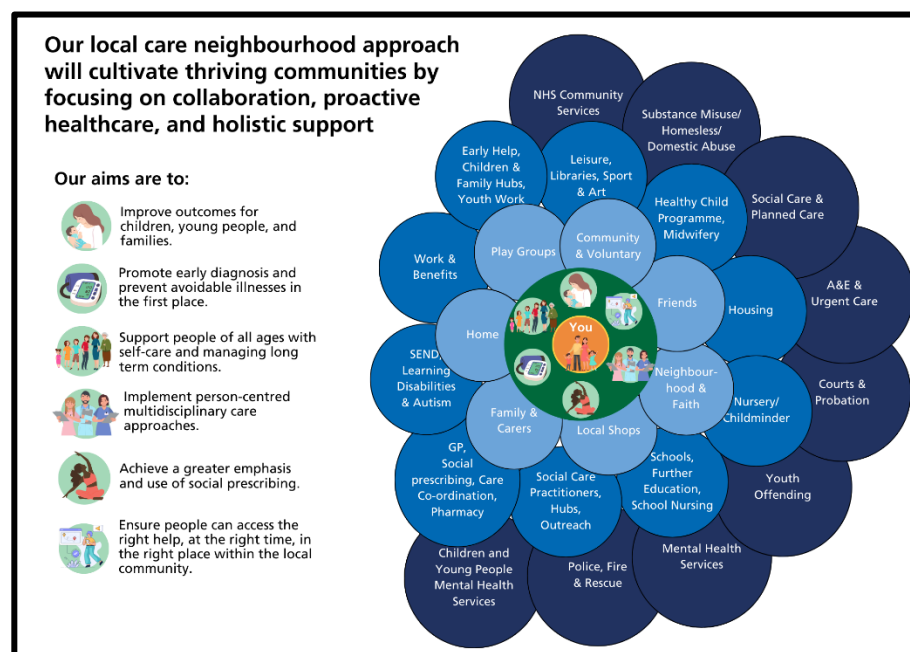 Our local care neighbourhood approach
will cultivate thriving communities by
focusing on collaboration, proactive
healthcare, and holistic support
Our aims are to:
Improve outcomes for
children, young people, and
families.
Promote early diagnosis and
prevent avoidable illnesses in
the first place.
Support people of all ages with
self-care and managing long
term conditions.
Implement person-centred
multidisciplinary care
approaches.
Achieve a greater emphasis
and use of social prescribing.
Ensure people can access the
right help, at the right time, in
the right place within the local
community.
NHS Community
Services
Substance Misuse/
Homesless/
Domestic Abuse
Social Care &
Planned Care
A&E &
Urgent Care
Courts &
Probation
Youth
Offending
Mental Health
Services
Police, Fire
& Rescue
Children and
Young People
Mental Health
Services
Early Help,
Children &
Family Hubs,
Youth Work
Leisure,
Libraries, Sport
& Art
Healthy Child
Programme,
Midwifery
Housing
Nursery/
Childminder
Schools,
Further
Education,
School Nursing
Social Care
Practitioners,
Hubs,
Outreach
GP,
Social
prescribing, Care
Co-ordination,
Pharmacy
SEND,
Learning
Disabilities
& Autism
Work &
Benefits
Play Groups
Community
& Voluntary
Friends
Neighbour-
hood &
Faith
Local Shops
Family &
Carers
Home
You